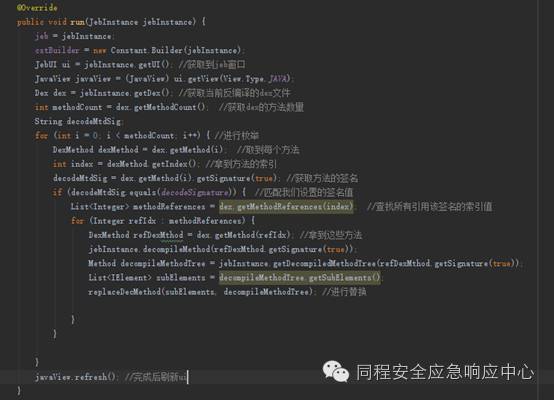 @Override
public void run(JebInstance jebInstance) {
jeb = jebInstance;
cstBuilder = new Constant.Builder(jebInstance);
JebUI ui = jebInstance.getUI(); //获取到jeb窗口
JavaView javaView = (JavaView) ui.getView(View.Type.JAVA);
Dex dex = jebInstance.getDex(); //获取当前反编译的dex文件
int methodCount = dex.getMethodCount(); //获取dex的方法数量
String decodeMtdSig;
for (int i = 0; i < methodCount; i++) { //进行枚举
DexMethod dexMethod = dex.getMethod(i); //取到每个方法
int index = dexMethod.getIndex(); //拿到方法的索引
decodeMtdSig = dex.getMethod(i).getSignature(true); //获取方法的签名
if (decodeMtdSig.equals(decodeSignature)) { //匹配我们设置的签名值
List<Integer> methodReferences = dex.getMethodReferences(index); //查找所有引用该签名的索引值
for (Integer refIdx : methodReferences) {
DexMethod refDexMthod = dex.getMethod(refIdx); //拿到这些方法
jebInstance.decompileMethod(refDexMthod.getSignature(true));
Method decompileMethodTree = jebInstance.getDecompiledMethodTree(refDexMthod.getSignature(true));
List<IElement> subElements = decompileMethodTree.getSubElements();
replaceDecMethod(subElements, decompileMethodTree); //进行替换
}
}
}
javaView.refresh(); //完成后刷新ui
}
同程安全应急响应中心